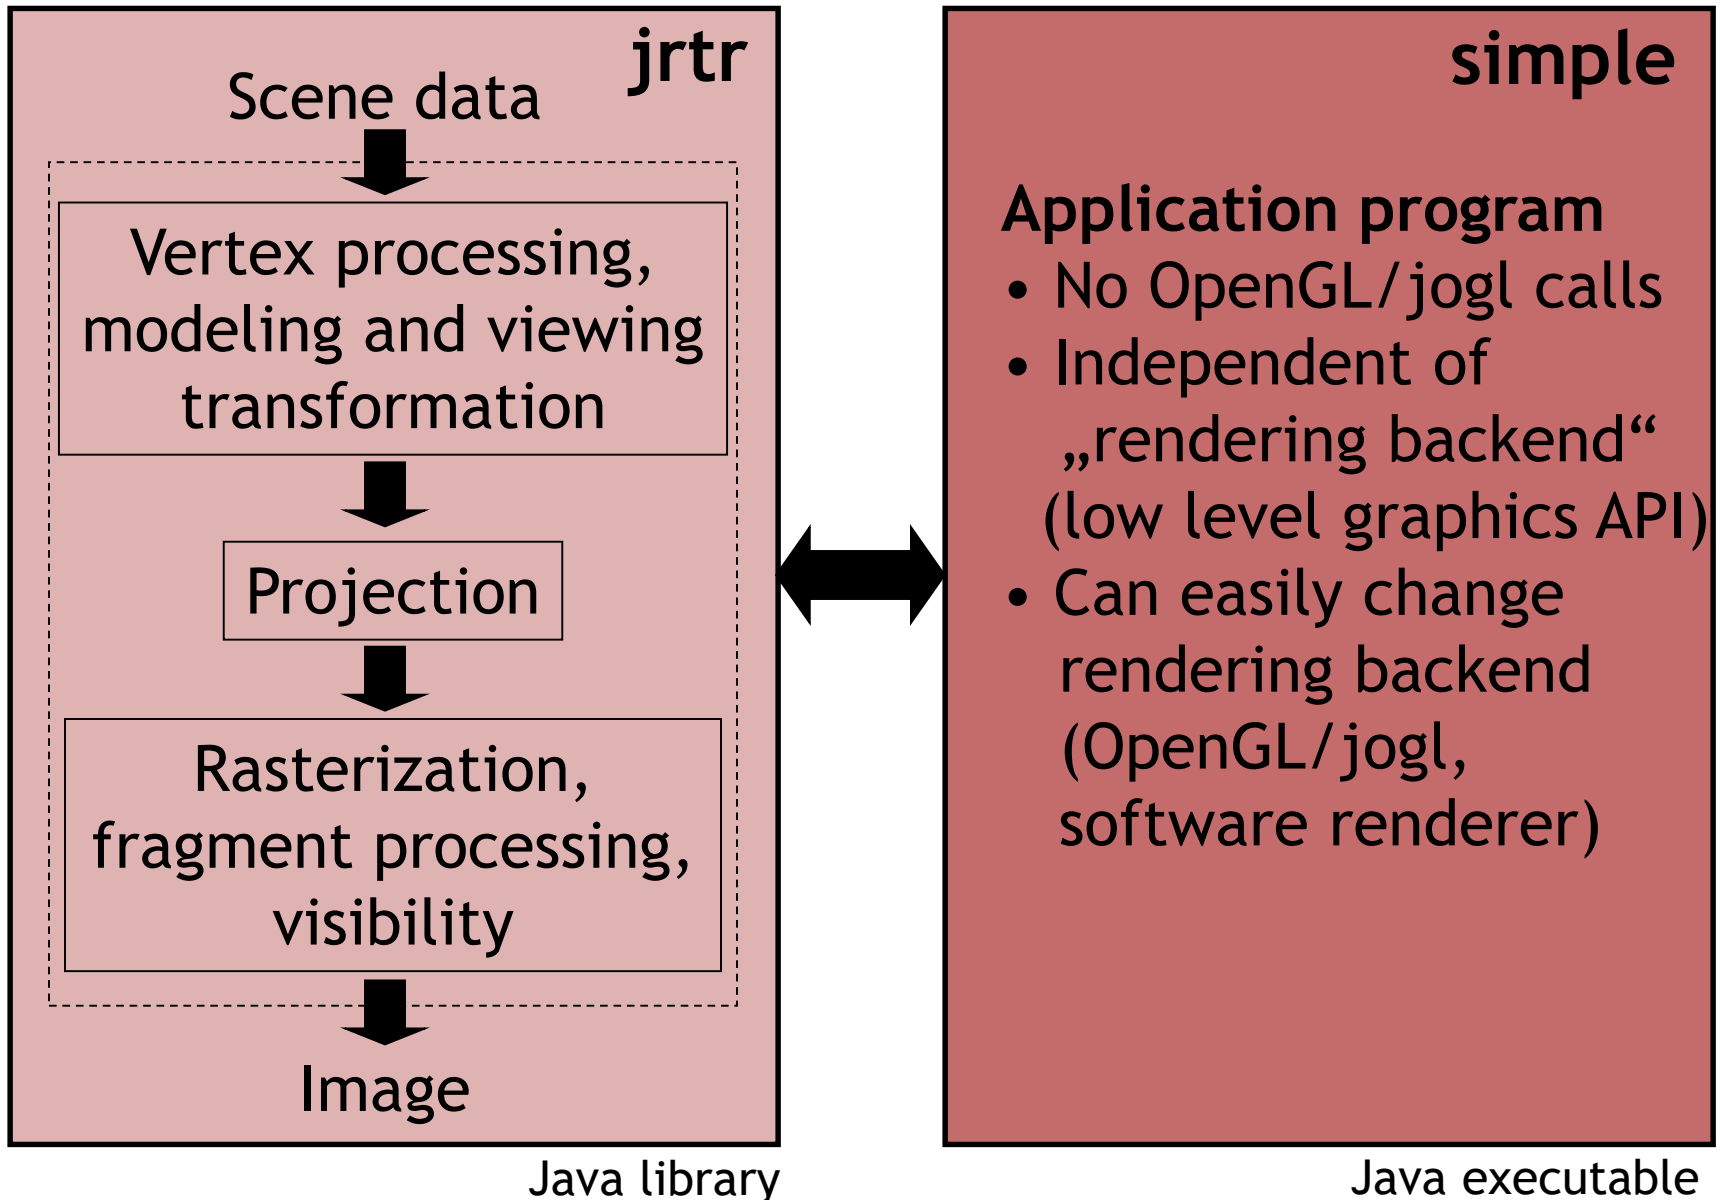 jrtr
Scene data
Vertex processing,
modeling and viewing
transformation
Projection
Rasterization,
fragment processing,
visibility
Image
Java library
simple
Application program
• No OpenGL/jogl calls
• Independent of
„rendering backend“
(low level graphics API)
• Can easily change
rendering backend
(OpenGL/jogl,
software renderer)
Java executable